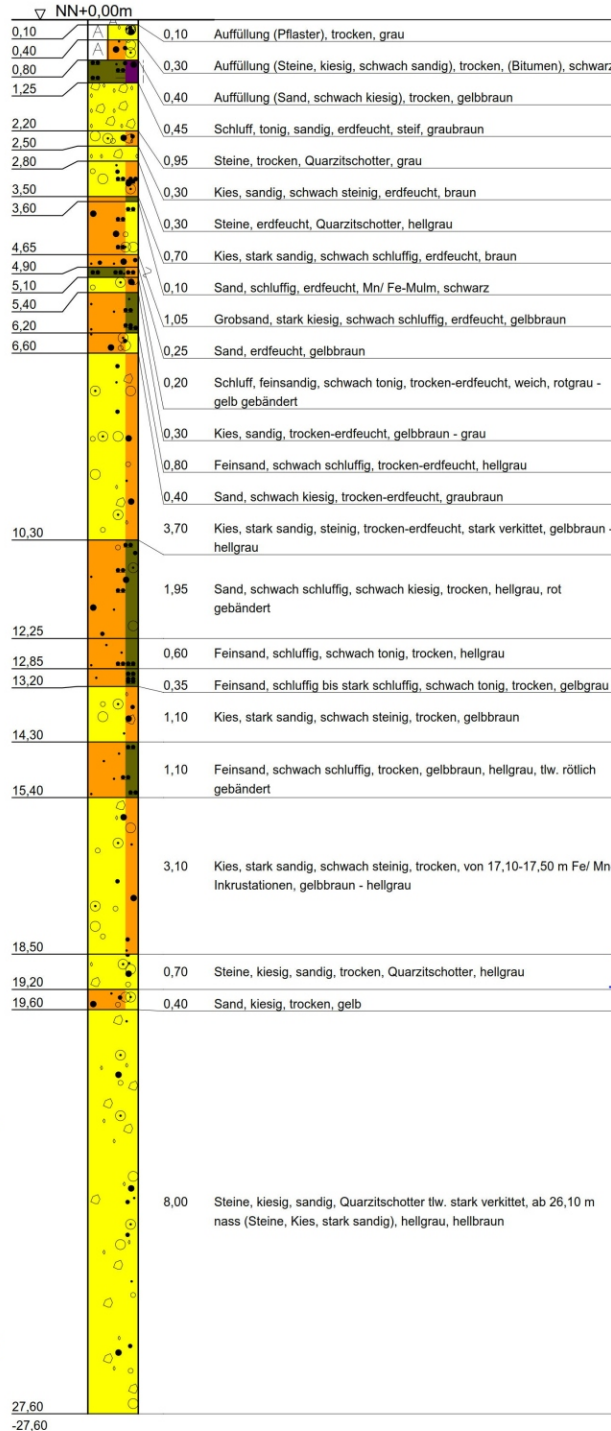 NN+0,00m
0,10
0,10 Auffüllung (Pflaster), trocken, grau
0,40
0,30 Auffüllung (Steine, kiesig, schwach sandig), trocken, (Bitumen), schwarz
0,80
0,40 Auffüllung (Sand, schwach kiesig), trocken, gelbbraun
1,25
0,45 Schluff, tonig, sandig, erdfeucht, steif, graubraun
2,20
0,95 Steine, trocken, Quarzitschotter, grau
2,50
0,30 Kies, sandig, schwach steinig, erdfeucht, braun
2,80
0,30 Steine, erdfeucht, Quarzitschotter, hellgrau
3,50
0,70 Kies, stark sandig, schwach schluffig, erdfeucht, braun
3,60
0,10 Sand, schluffig, erdfeucht, Mn/ Fe-Mulm, schwarz
4,65
1,05 Grobsand, stark kiesig, schwach schluffig, erdfeucht, gelbbraun
4,90
0,25 Sand, erdfeucht, gelbbraun
5,10
0,20 Schluff, feinsandig, schwach tonig, trocken-erdfeucht, weich, rotgrau -
gelb gebändert
5,40
0,30 Kies, sandig, trocken-erdfeucht, gelbbraun - grau
6,20
0,80 Feinsand, schwach schluffig, trocken-erdfeucht, hellgrau
6,60
0,40 Sand, schwach kiesig, trocken-erdfeucht, graubraun
10,30
3,70 Kies, stark sandig, steinig, trocken-erdfeucht, stark verkittet, gelbbraun -
hellgrau
12,25
1,95 Sand, schwach schluffig, schwach kiesig, trocken, hellgrau, rot
gebändert
12,85
0,60 Feinsand, schluffig, schwach tonig, trocken, hellgrau
13,20
0,35 Feinsand, schluffig bis stark schluffig, schwach tonig, trocken, gelbgrau
14,30
1,10 Kies, stark sandig, schwach steinig, trocken, gelbbraun
15,40
1,10 Feinsand, schwach schluffig, trocken, gelbbraun, hellgrau, tlw. rötlich
gebändert
18,50
3,10 Kies, stark sandig, schwach steinig, trocken, von 17,10-17,50 m Fe/ Mn
Inkrustationen, gelbbraun - hellgrau
19,20
0,70 Steine, kiesig, sandig, trocken, Quarzitschotter, hellgrau
19,60
0,40 Sand, kiesig, trocken, gelb
27,60
8,00 Steine, kiesig, sandig, Quarzitschotter tlw. stark verkittet, ab 26,10 m
nass (Steine, Kies, stark sandig), hellgrau, hellbraun
-27,60
A
A